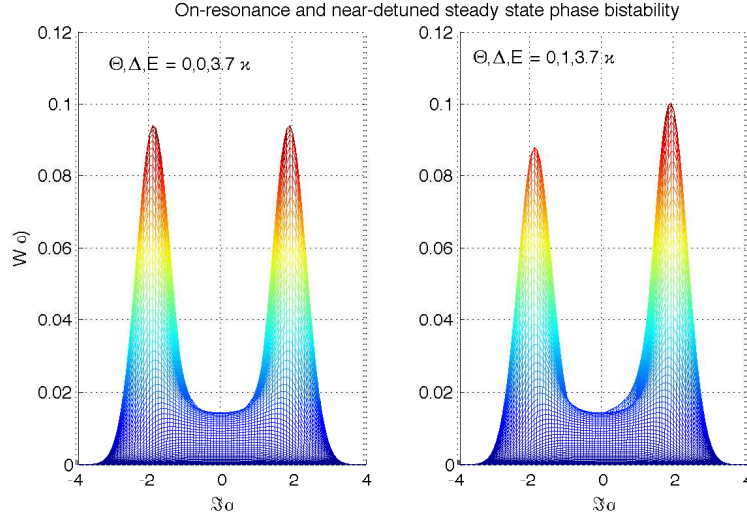 On-resonance and near-detuned steady state phase bistability
0.12
0.1
0.08
0.06
0.04
0.02
0
Θ,Δ,E = 0,0,3.7 ϰ
W α)
-4 -2 0 2 4
ℑα
0.12
0.1
0.08
0.06
0.04
0.02
0
Θ,Δ,E = 0,1,3.7 ϰ
-4 -2 0 2 4
ℑα